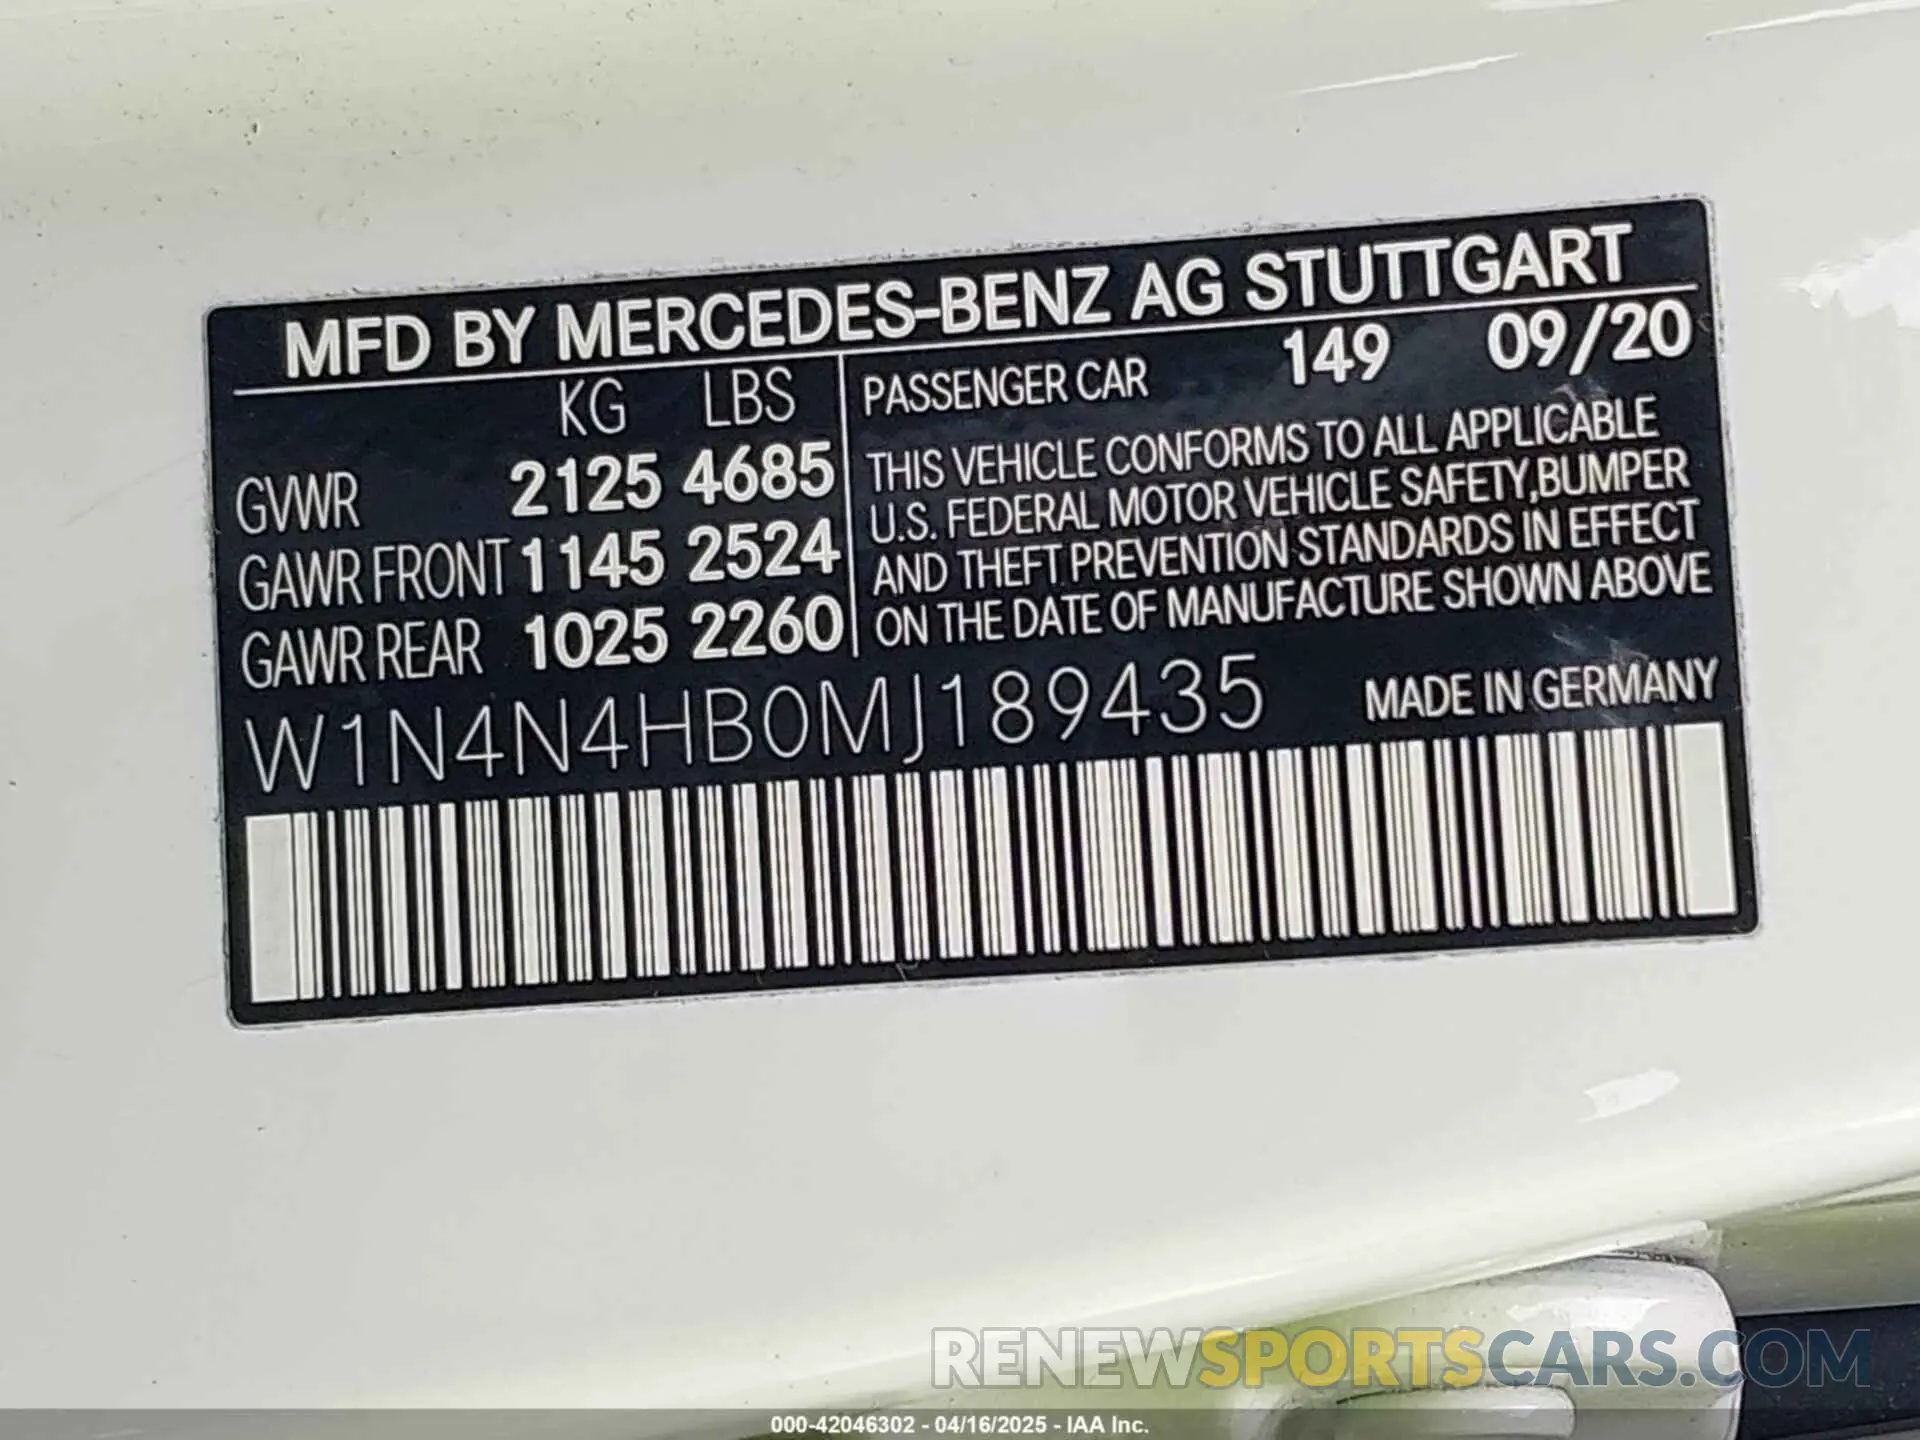 MFD BY MERCEDES-BENZ AG STUTTGART
KG LBS
GVWR 2125 4685
GAWR FRONT 1145 2524
GAWR REAR 1025 2260
PASSENGER CAR 149 09/20
THIS VEHICLE CONFORMS TO ALL APPLICABLE
U.S. FEDERAL MOTOR VEHICLE SAFETY,BUMPER
AND THEFT PREVENTION STANDARDS IN EFFECT
ON THE DATE OF MANUFACTURE SHOWN ABOVE
W1N4N4HB0MJ189435 MADE IN GERMANY
RENEWSPORTSCARS.COM
000-42046302 - 04/16/2025 - IAA Inc.